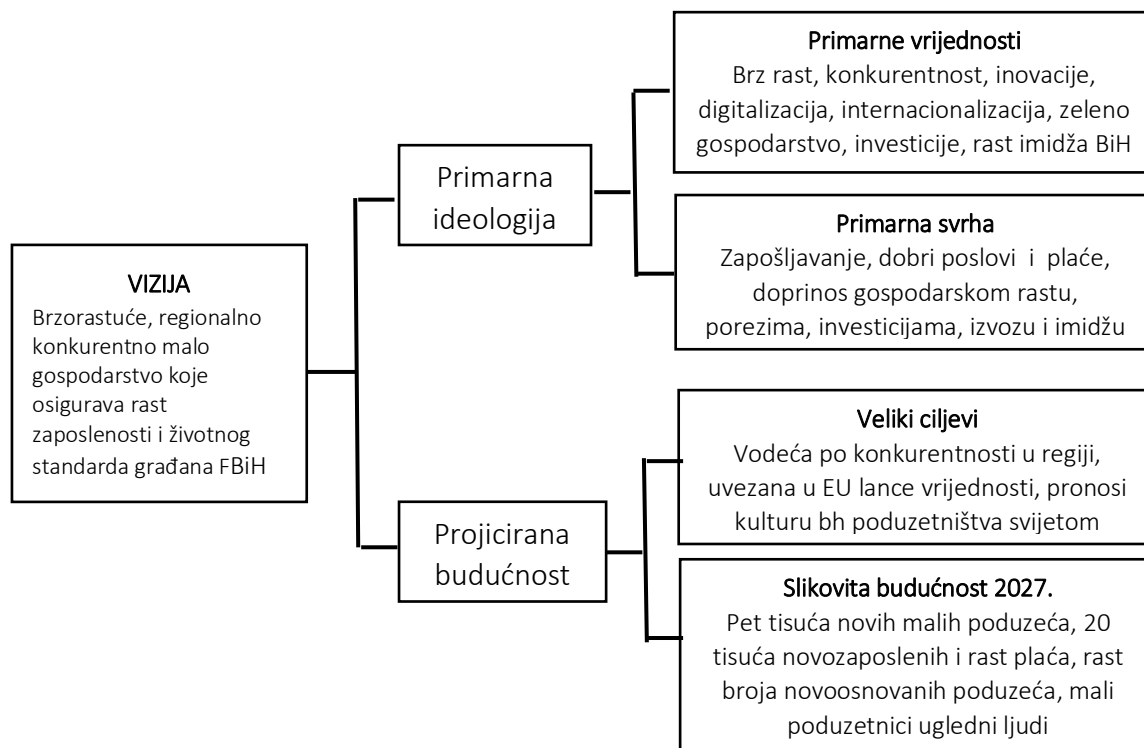 VIZIJA
Brzorastuće, regionalno
konkurentno malo
gospodarstvo koje
osigurava rast
zaposlenosti i životnog
standarda građana FBiH
Primarna
ideologija
Primarne vrijednosti
Brz rast, konkurentnost, inovacije,
digitalizacija, internacionalizacija, zeleno
gospodarstvo, investicije, rast imidža BiH
Primarna svrha
Zapošljavanje, dobri poslovi i plaće,
doprinos gospodarskom rastu,
porezima, investicijama, izvozu i imidžu
Projicirana
budućnost
Veliki ciljevi
Vodeća po konkurentnosti u regiji,
uvezana u EU lance vrijednosti, pronosi
kulturu bh poduzetništva svijetom
Slikovita budućnost 2027.
Pet tisuća novih malih poduzeća, 20
tisuća novozaposlenih i rast plaća, rast
broja novoosnovanih poduzeća, mali
poduzetnici ugledni ljudi